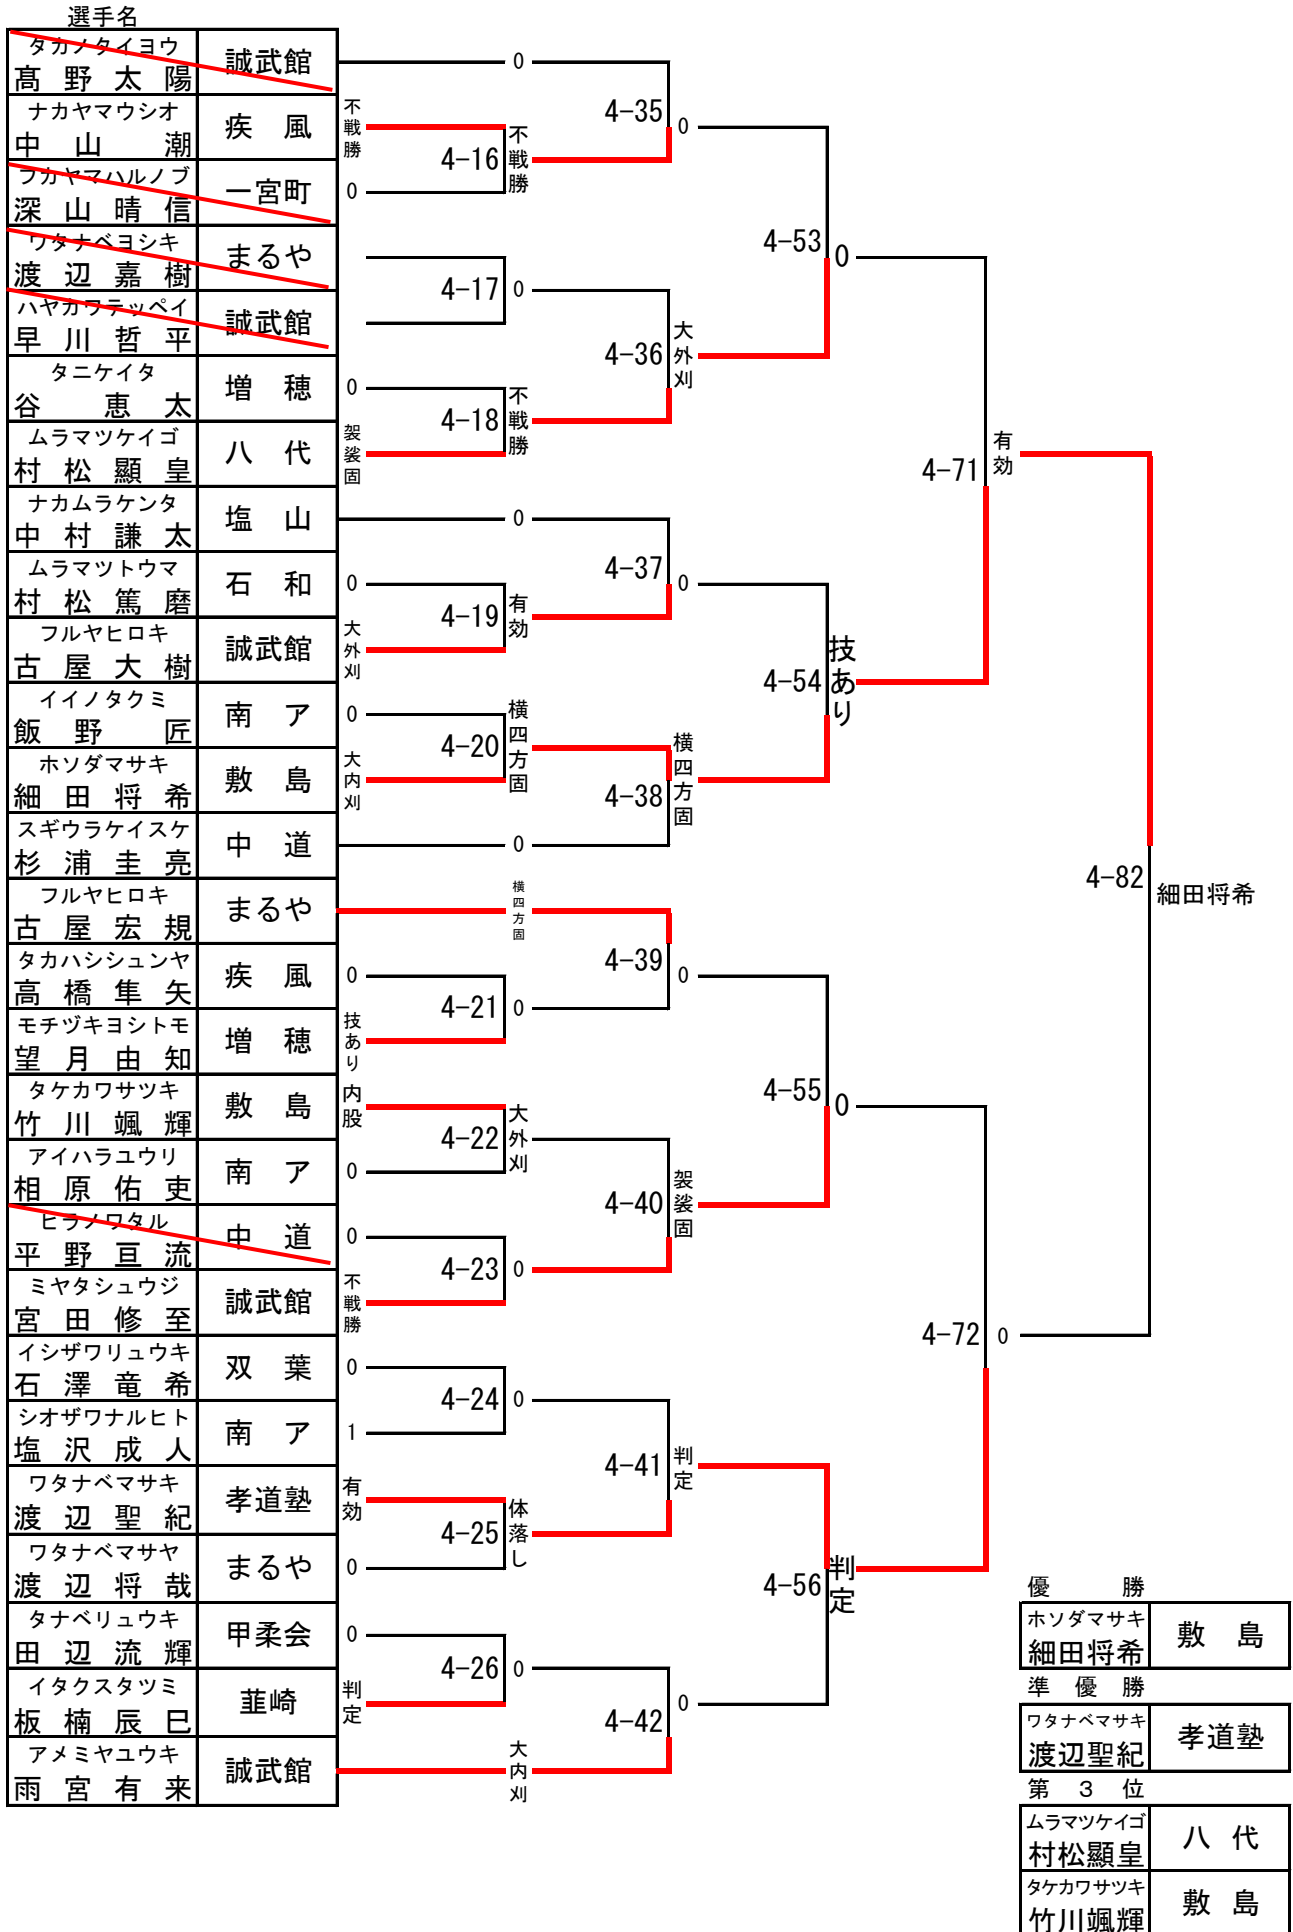 選手名
タカノタイヨウ
髙野太陽 誠武館
ナカヤマウシオ
中山潮 疾風
フカヤマハルノブ
深山晴信 一宮町
ワタナベヨシキ
渡辺嘉樹 まるや
ハヤカワテッペイ
早川哲平 誠武館
タニケイタ
谷恵太 増穂
ムラマツケイゴ
村松顯皇 八代
ナカムラケンタ
中村謙太 塩山
ムラマツトウマ
村松篤磨 石和
フルヤヒロキ
古屋大樹 誠武館
イイノタクミ
飯野匠 南ア
ホソダマサキ
細田将希 敷島
スギウラケイスケ
杉浦圭亮 中道
フルヤヒロキ
古屋宏規 まるや
タカハシシュンヤ
高橋隼矢 疾風
モチヅキヨシトモ
望月由知 増穂
タケカワサツキ
竹川颯輝 敷島
アイハラユウリ
相原佑吏 南ア
ヒラノワタル
平野亘流 中道
ミヤタシュウジ
宮田修至 誠武館
イシザワリュウキ
石澤竜希 双葉
シオザワナルヒト
塩沢成人 南ア
ワタナベマサキ
渡辺聖紀 孝道塾
ワタナベマサヤ
渡辺将哉 まるや
タナベリュウキ
田辺流輝 甲柔会
イタクスタツミ
板楠辰巳 韮崎
アメミヤユウキ
雨宮有来 誠武館
不戦勝
0
0
袈裟固
0
大外刈
0
大内刈
0
技あり
内股
0
0
不戦勝
0
1
有効
0
0
判定
4-16
4-17
4-18
4-19
4-20
4-21
4-22
4-23
4-24
4-25
4-26
0
不戦勝
0
不戦勝
0
有効
横四方固
0
横四方固
0
大外刈
0
0
体落し
0
大内刈
4-35
4-36
4-37
4-38
4-39
4-40
4-41
4-42
0
大外刈
0
横四方固
0
袈裟固
判定
0
4-53
4-54
4-55
4-56
0
技あり
0
判定
4-71
4-72
有効
0
4-82
細田将希
優勝
ホソダマサキ
細田将希 敷島
準優勝
ワタナベマサキ
渡辺聖紀 孝道塾
第3位
ムラマツケイゴ
村松顯皇 八代
タケカワサツキ
竹川颯輝 敷島